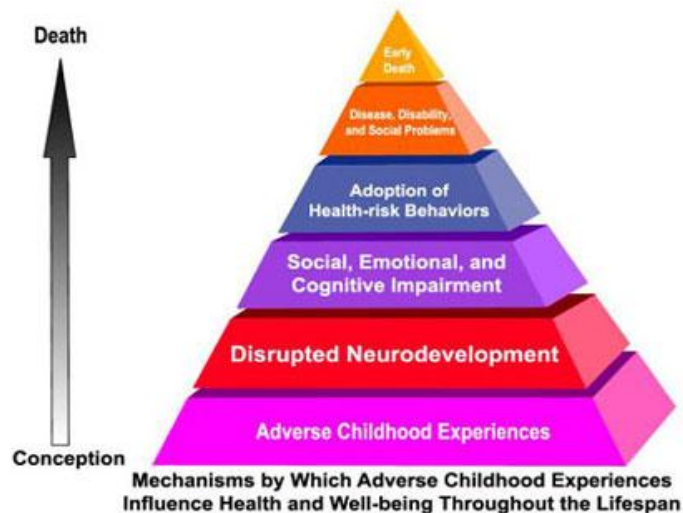 Death
Early
Death
Disease, Disability,
and Social Problems
Adoption of
Health-risk Behaviors
Social, Emotional, and
Cognitive Impairment
Disrupted Neurodevelopment
Adverse Childhood Experiences
Conception
Mechanisms by Which Adverse Childhood Experiences
Influence Health and Well-being Throughout the Lifespan